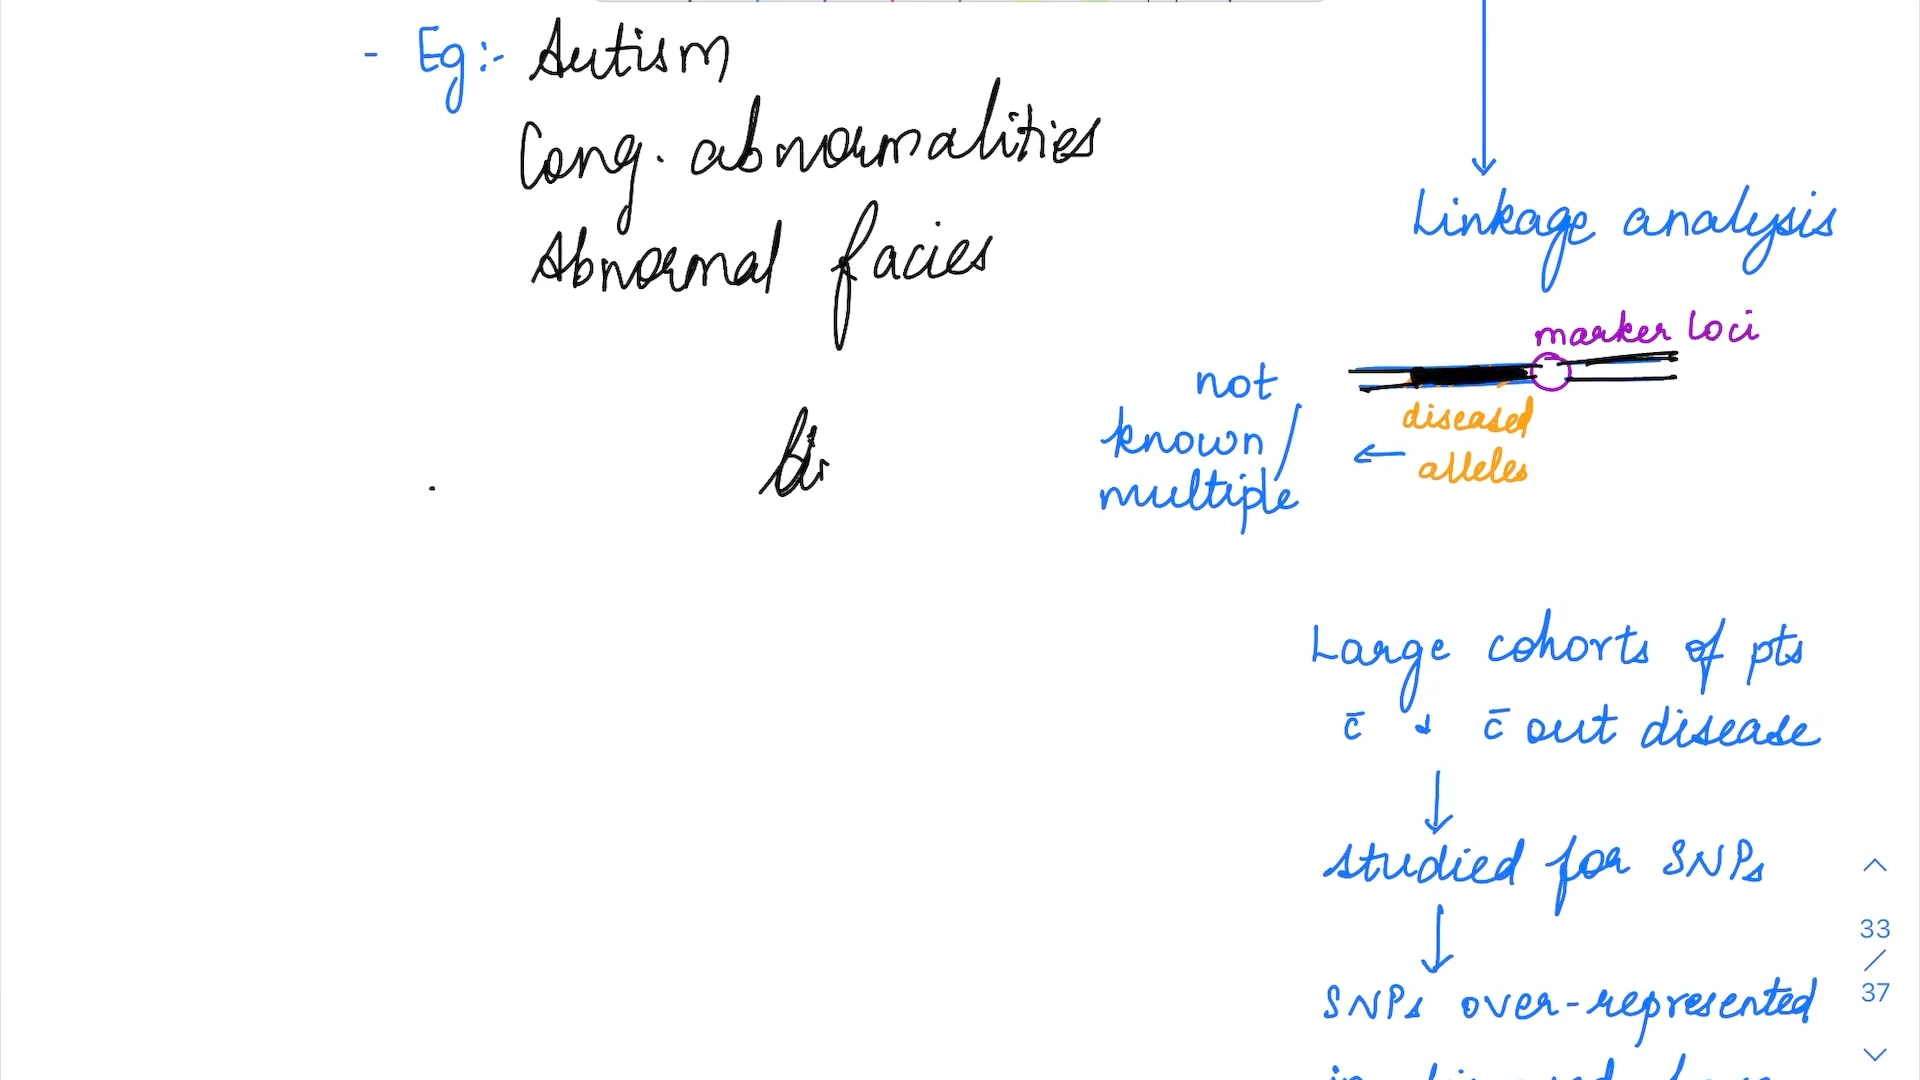 - Eg:- Autism
Cong. abnormalities
Abnormal facies
Linkage analysis
marker loci
not
known/
multiple
← diseased
alleles
Large cohorts of pts
c̄ & c̄out disease
↓
studied for SNPs
↓
SNPs over-represented
33
/
37